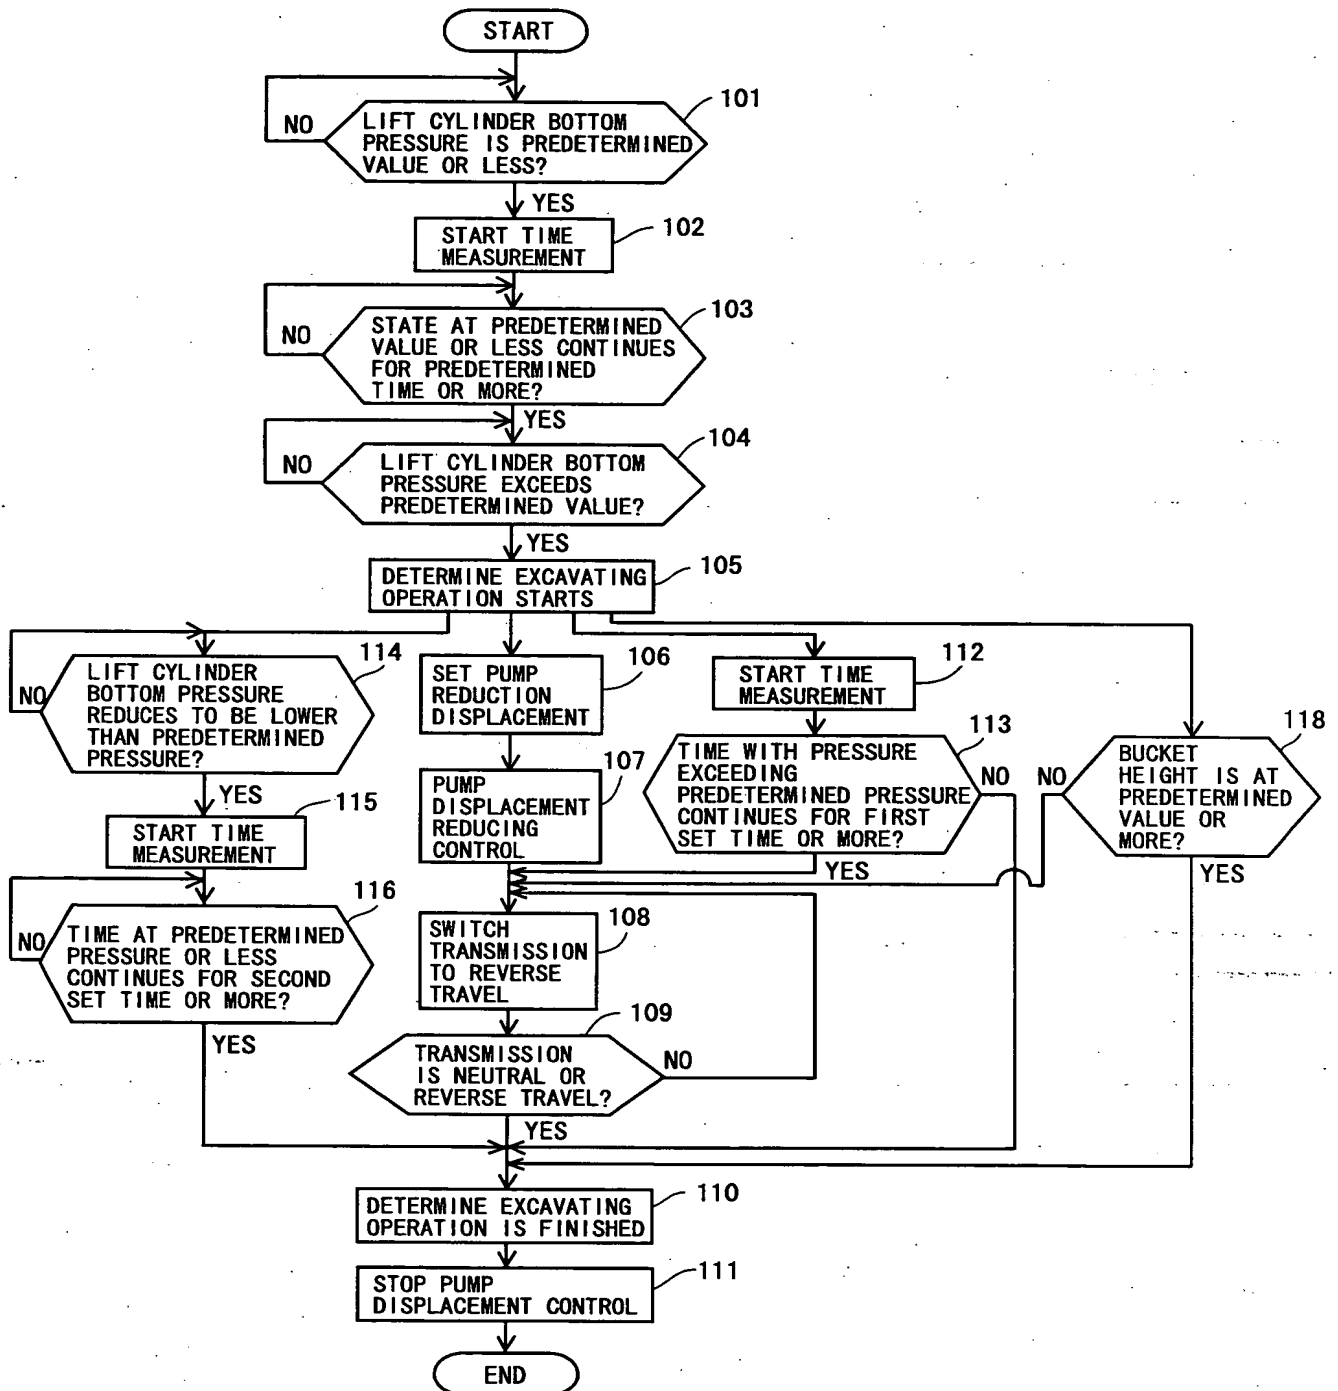 START
101
NO
LIFT CYLINDER BOTTOM
PRESSURE IS PREDETERMINED
VALUE OR LESS?
YES
102
START TIME
MEASUREMENT
103
NO
STATE AT PREDETERMINED
VALUE OR LESS CONTINUES
FOR PREDETERMINED
TIME OR MORE?
YES
104
NO
LIFT CYLINDER BOTTOM
PRESSURE EXCEEDS
PREDETERMINED VALUE?
YES
105
DETERMINE EXCAVATING
OPERATION STARTS
114
NO
LIFT CYLINDER
BOTTOM PRESSURE
REDUCES TO BE LOWER
THAN PREDETERMINED
PRESSURE?
YES
115
START TIME
MEASUREMENT
116
NO
TIME AT PREDETERMINED
PRESSURE OR LESS
CONTINUES FOR SECOND
SET TIME OR MORE?
YES
106
SET PUMP
REDUCTION
DISPLACEMENT
107
PUMP
DISPLACEMENT
REDUCING
CONTROL
112
START TIME
MEASUREMENT
113
TIME WITH PRESSURE
EXCEEDING
PREDETERMINED PRESSURE
CONTINUES FOR FIRST
SET TIME OR MORE?
NO
YES
118
NO
BUCKET
HEIGHT IS AT
PREDETERMINED
VALUE OR
MORE?
YES
108
SWITCH
TRANSMISSION
TO REVERSE
TRAVEL
109
TRANSMISSION
IS NEUTRAL OR
REVERSE TRAVEL?
NO
YES
110
DETERMINE EXCAVATING
OPERATION IS FINISHED
111
STOP PUMP
DISPLACEMENT CONTROL
END